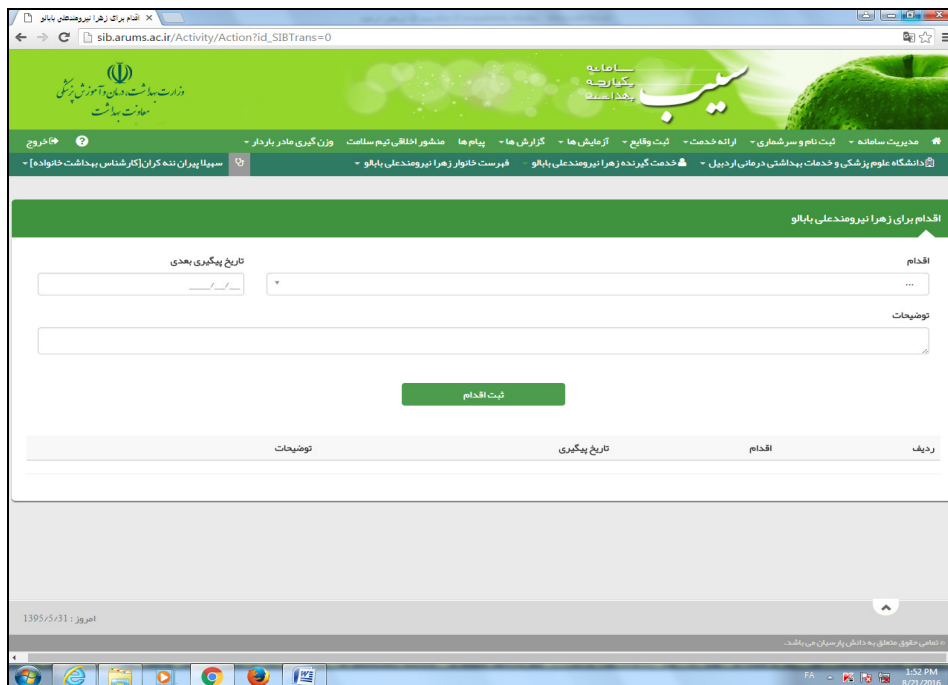 اقدام برای زهرا نیرومندعلی بابالو
sib.arums.ac.ir/Activity/Action?id_SIBTrans=0
سامانه
یکپارچه
بهداشت
سیب
وزارت بهداشت، درمان و آموزش پزشکی
معاونت بهداشت
مدیریت سامانه
ثبت نام و سرشماری
ارائه خدمت
ثبت وقایع
آزمایش ها
گزارش ها
پیام ها
منشور اخلاقی تیم سلامت
وزن گیری مادر باردار
خروج
دانشگاه علوم پزشکی و خدمات بهداشتی درمانی اردبیل
خدمت گیرنده زهرا نیرومندعلی بابالو
فهرست خانوار زهرا نیرومندعلی بابالو
سهیلا پیران ننه کران[کارشناس بهداشت خانواده]
اقدام برای زهرا نیرومندعلی بابالو
اقدام
تاریخ پیگیری بعدی
...
__/__/____
توضیحات
ثبت اقدام
ردیف
اقدام
تاریخ پیگیری
توضیحات
امروز : 1395/5/31
© تمامی حقوق متعلق به دانش پارسیان می باشد.
FA
1:52 PM
8/21/2016